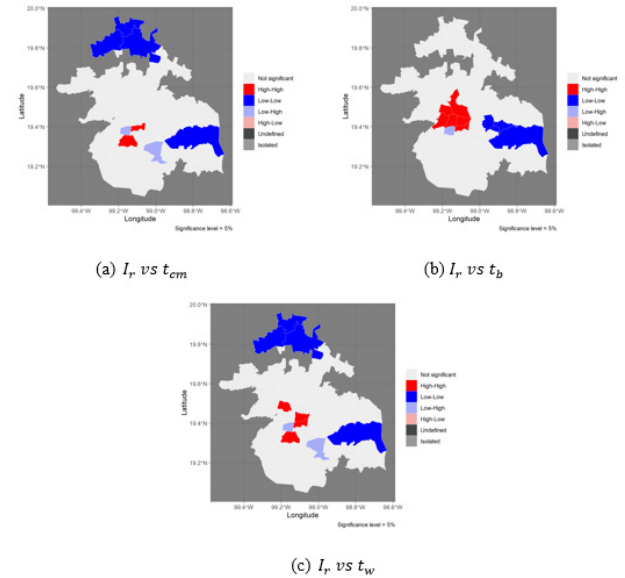 20.0°N
19.8°N
19.6°N
19.4°N
19.2°N
Latitude
99.4°W 99.2°W 99.0°W 98.8°W 98.6°W
Longitude
Not significant
High-High
Low-Low
Low-High
High-Low
Undefined
Isolated
Significance level = 5%
(a) I_r vs t_cm
20.0°N
19.8°N
19.6°N
19.4°N
19.2°N
Latitude
99.4°W 99.2°W 99.0°W 98.8°W 98.6°W
Longitude
Not significant
High-High
Low-Low
Low-High
High-Low
Undefined
Isolated
Significance level = 5%
(b) I_r vs t_b
20.0°N
19.8°N
19.6°N
19.4°N
19.2°N
Latitude
99.4°W 99.2°W 99.0°W 98.8°W 98.6°W
Longitude
Not significant
High-High
Low-Low
Low-High
High-Low
Undefined
Isolated
Significance level = 5%
(c) I_r vs t_w